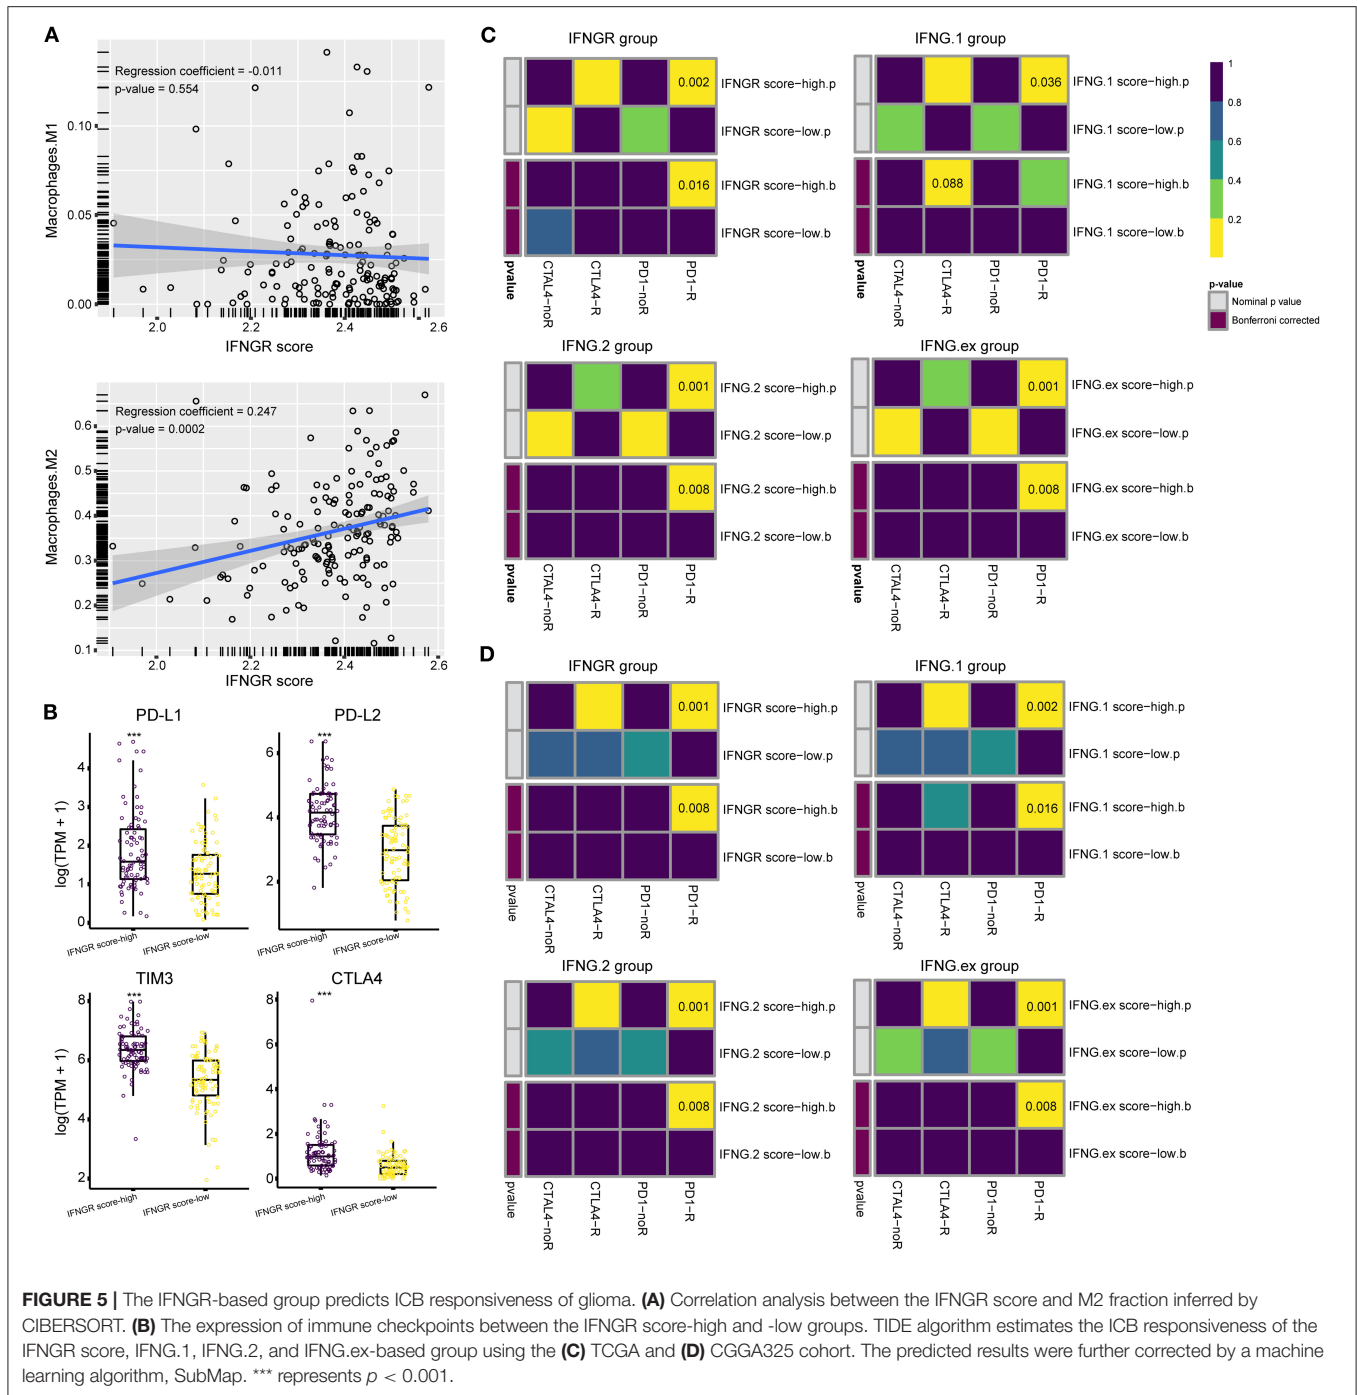 A
Regression coefficient = -0.011
p-value = 0.554
Macrophages.M1
0.10
0.05
0.00
2.0
2.2
2.4
2.6
IFNGR score
Regression coefficient = 0.247
p-value = 0.0002
Macrophages.M2
0.6
0.5
0.4
0.3
0.2
0.1
2.0
2.2
2.4
2.6
IFNGR score
B
PD-L1
PD-L2
***
***
log(TPM + 1)
4
3
2
1
0
6
4
2
IFNGR score-high
IFNGR score-low
IFNGR score-high
IFNGR score-low
TIM3
CTLA4
***
***
log(TPM + 1)
8
6
4
2
8
6
4
2
0
IFNGR score-high
IFNGR score-low
IFNGR score-high
IFNGR score-low
C
IFNGR group
0.002
IFNGR score−high.p
IFNGR score−low.p
0.016
IFNGR score−high.b
IFNGR score−low.b
pvalue
CTAL4−noR
CTLA4−R
PD1−noR
PD1−R
IFNG.1 group
0.036
IFNG.1 score−high.p
IFNG.1 score−low.p
0.088
IFNG.1 score−high.b
IFNG.1 score−low.b
pvalue
CTAL4−noR
CTLA4−R
PD1−noR
PD1−R
1
0.8
0.6
0.4
0.2
p-value
Nominal p value
Bonferroni corrected
IFNG.2 group
0.001
IFNG.2 score−high.p
IFNG.2 score−low.p
0.008
IFNG.2 score−high.b
IFNG.2 score−low.b
pvalue
CTAL4−noR
CTLA4−R
PD1−noR
PD1−R
IFNG.ex group
0.001
IFNG.ex score−high.p
IFNG.ex score−low.p
0.008
IFNG.ex score−high.b
IFNG.ex score−low.b
pvalue
CTAL4−noR
CTLA4−R
PD1−noR
PD1−R
D
IFNGR group
0.001
IFNGR score−high.p
IFNGR score−low.p
0.008
IFNGR score−high.b
IFNGR score−low.b
pvalue
CTAL4−noR
CTLA4−R
PD1−noR
PD1−R
IFNG.1 group
0.002
IFNG.1 score−high.p
IFNG.1 score−low.p
0.016
IFNG.1 score−high.b
IFNG.1 score−low.b
pvalue
CTAL4−noR
CTLA4−R
PD1−noR
PD1−R
IFNG.2 group
0.001
IFNG.2 score−high.p
IFNG.2 score−low.p
0.008
IFNG.2 score−high.b
IFNG.2 score−low.b
pvalue
CTAL4−noR
CTLA4−R
PD1−noR
PD1−R
IFNG.ex group
0.001
IFNG.ex score−high.p
IFNG.ex score−low.p
0.008
IFNG.ex score−high.b
IFNG.ex score−low.b
pvalue
CTAL4−noR
CTLA4−R
PD1−noR
PD1−R
FIGURE 5 | The IFNGR-based group predicts ICB responsiveness of glioma. (A) Correlation analysis between the IFNGR score and M2 fraction inferred by
CIBERSORT. (B) The expression of immune checkpoints between the IFNGR score-high and -low groups. TIDE algorithm estimates the ICB responsiveness of the
IFNGR score, IFNG.1, IFNG.2, and IFNG.ex-based group using the (C) TCGA and (D) CGGA325 cohort. The predicted results were further corrected by a machine
learning algorithm, SubMap. *** represents p < 0.001.